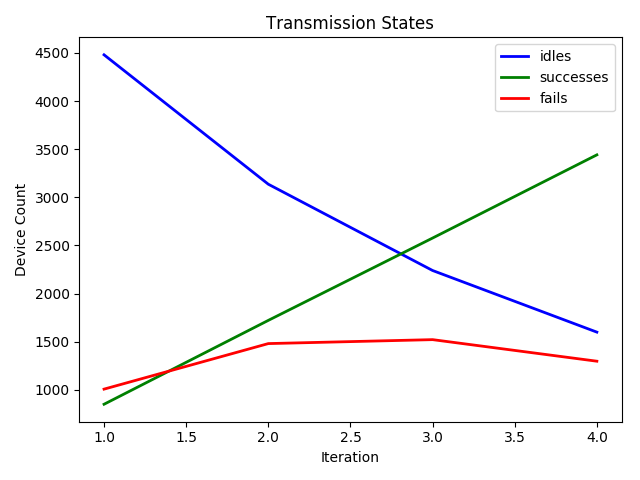 Transmission States
idles
successes
fails
4500
4000
3500
3000
2500
2000
1500
1000
Device Count
1.0 1.5 2.0 2.5 3.0 3.5 4.0
Iteration